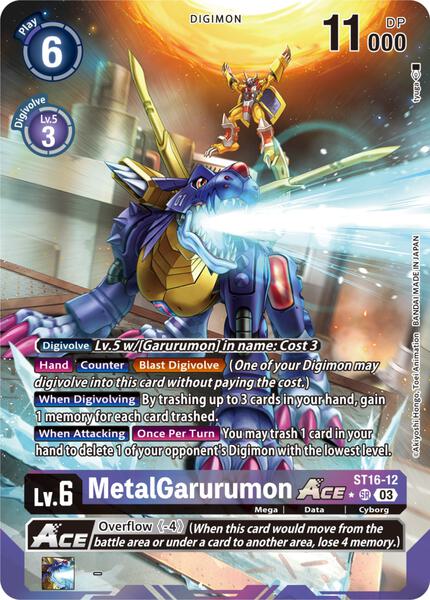 DIGIMON
Play
6
11000
DP
Digivolve
Lv.5
3
©Akiyoshi Hongo, Toei Animation BANDAI MADE IN JAPAN
Digivolve Lv.5 w/[Garurumon] in name: Cost 3
Hand Counter Blast Digivolve (One of your Digimon may
digivolve into this card without paying the cost.)
When Digivolving By trashing up to 3 cards in your hand, gain
1 memory for each card trashed.
When Attacking Once Per Turn You may trash 1 card in your
hand to delete 1 of your opponent's Digimon with the lowest level.
Lv.6 MetalGarurumon ACE
ST16-12
SR 03
Mega Data Cyborg
ACE Overflow ≪-4≫ (When this card would move from the
battle area or under a card to another area, lose 4 memory.)
-